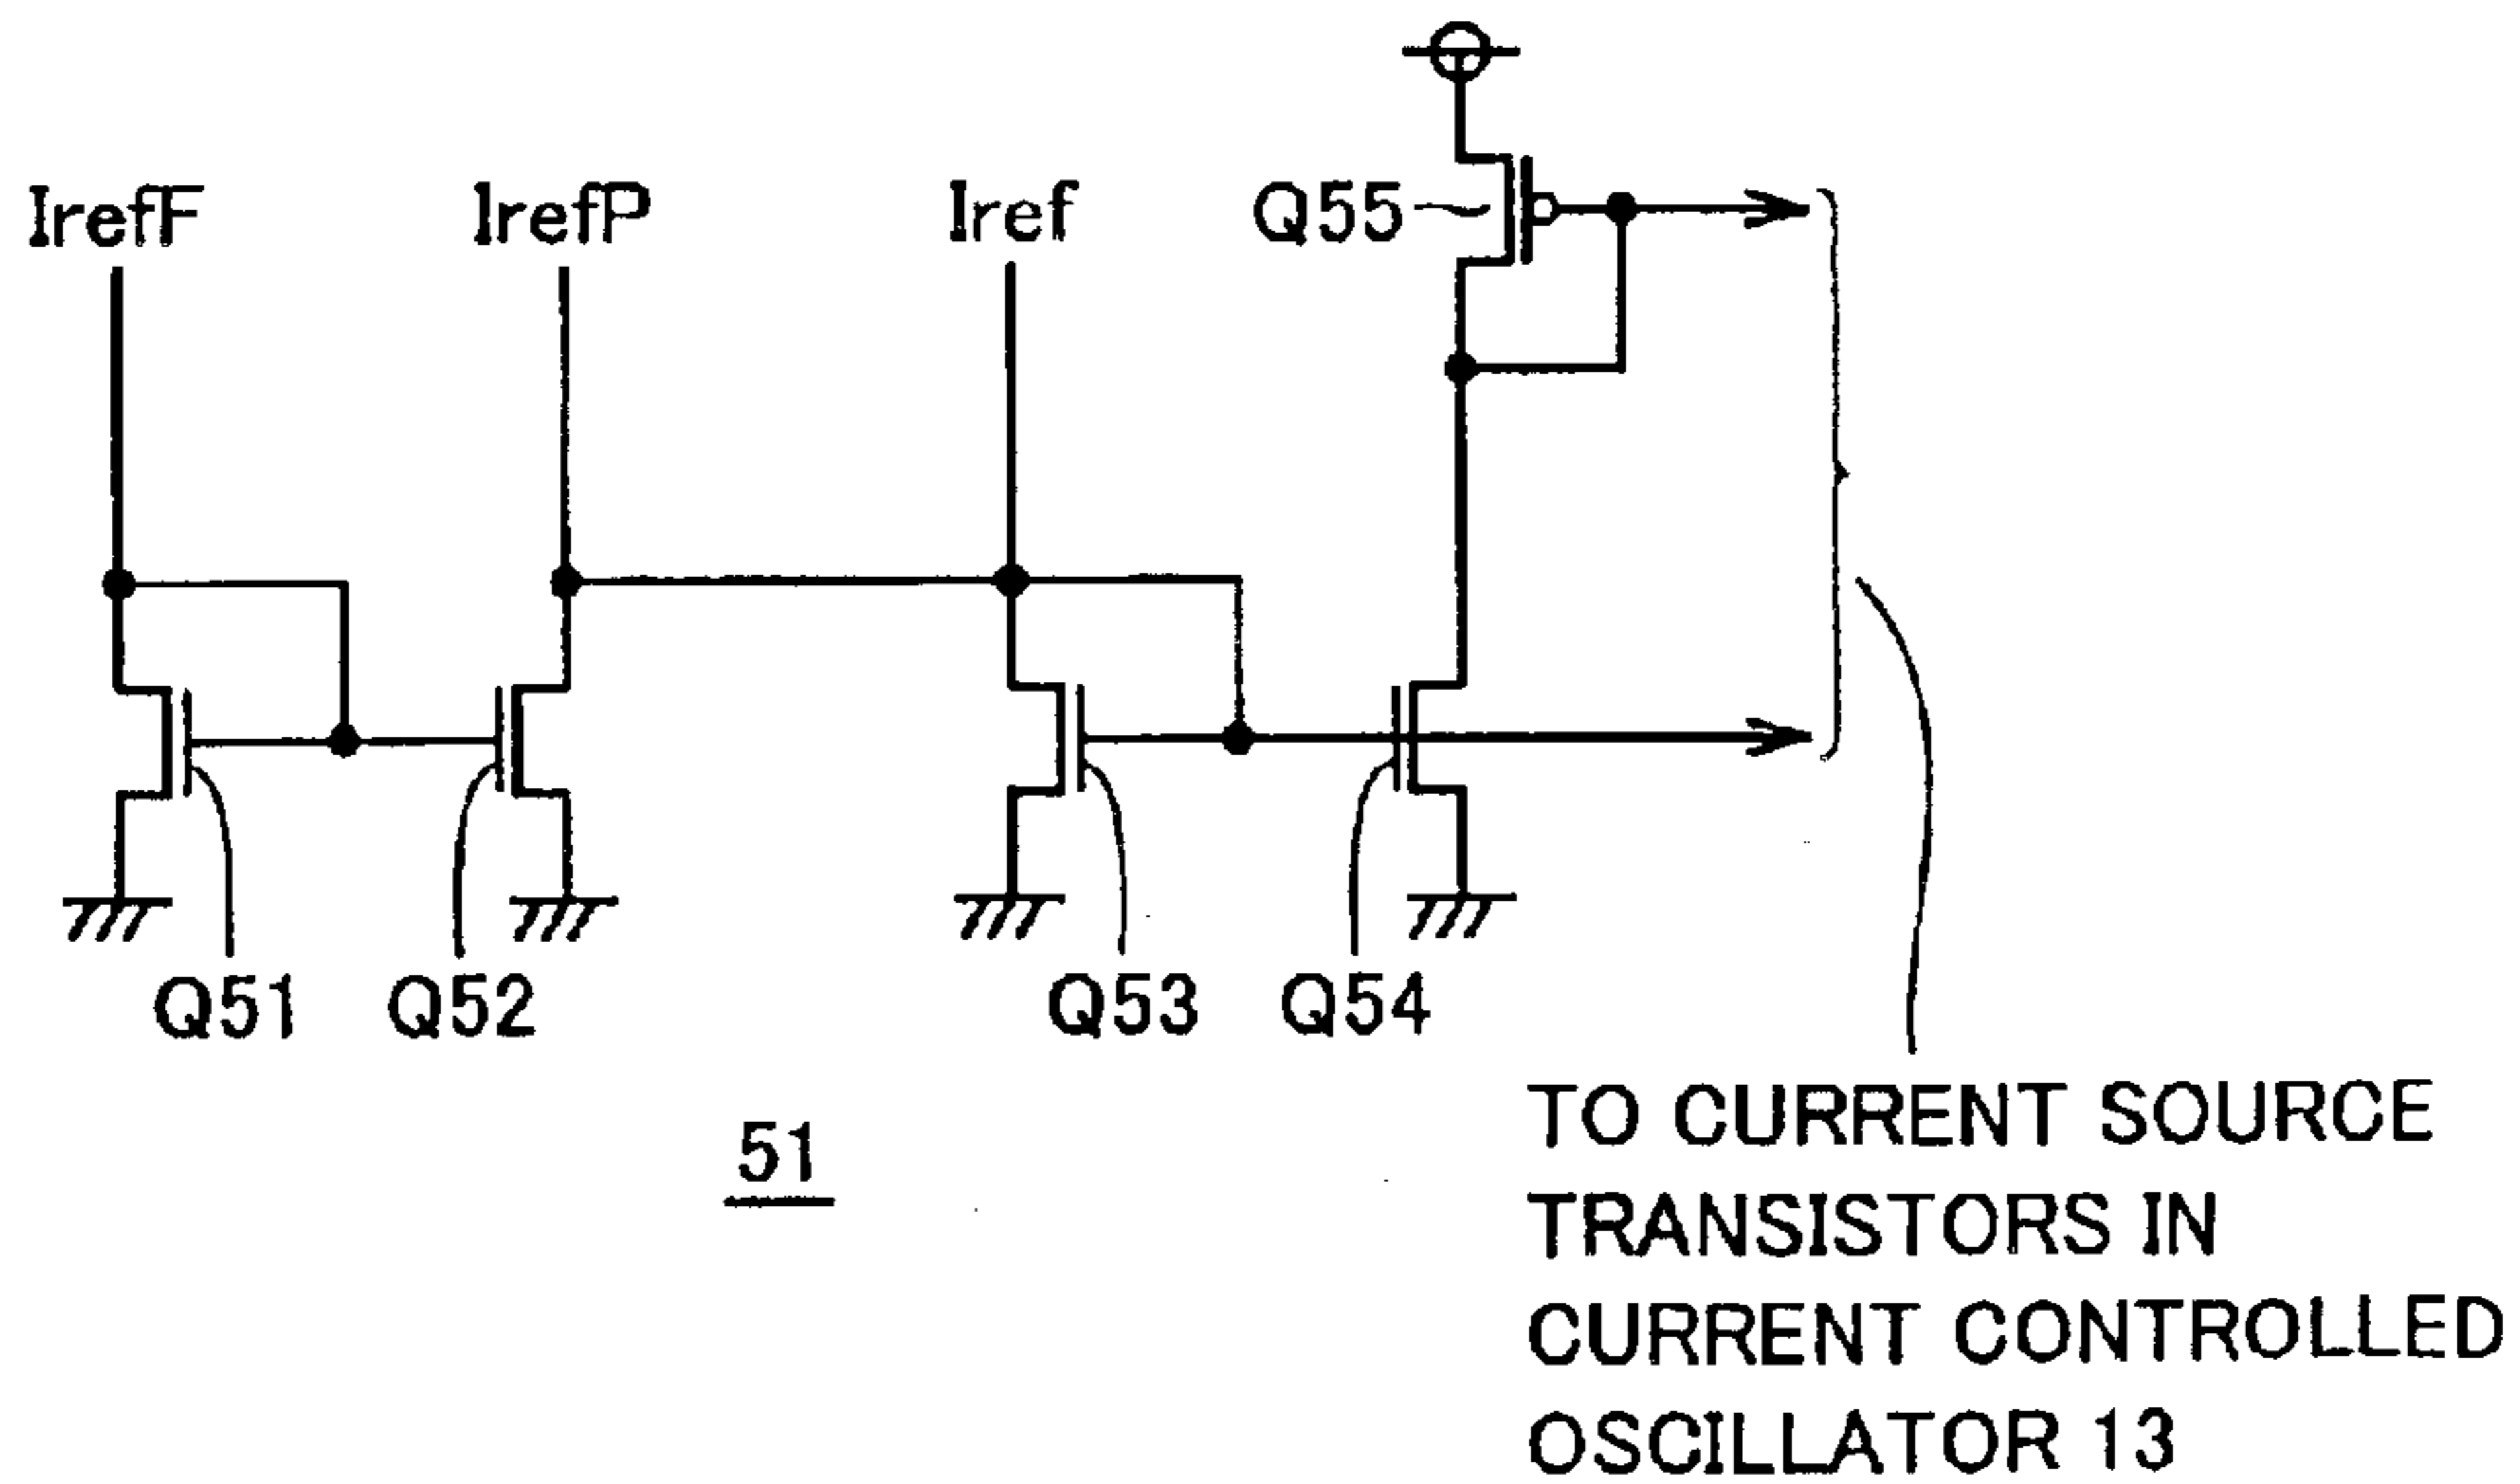 IrefF
IrefP
Iref
Q55
Q51
Q52
Q53
Q54
51
TO CURRENT SOURCE
TRANSISTORS IN
CURRENT CONTROLLED
OSCILLATOR 13